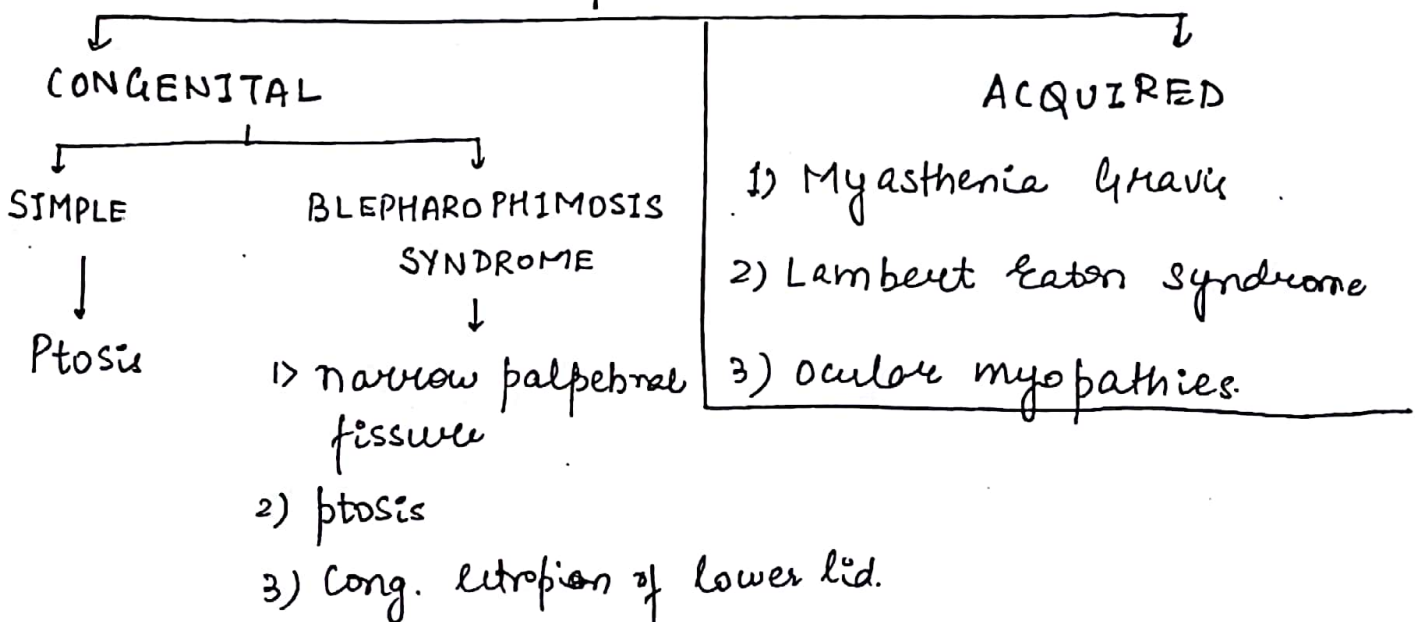 CONGENITAL
SIMPLE
↓
Ptosis
BLEPHAROPHIMOSIS
SYNDROME
↓
1) narrow palpebral
fissure
2) ptosis
3) Cong. ectropion of lower lid.
ACQUIRED
1) Myasthenia Gravis
2) Lambert Eaton Syndrome
3) Ocular myopathies.